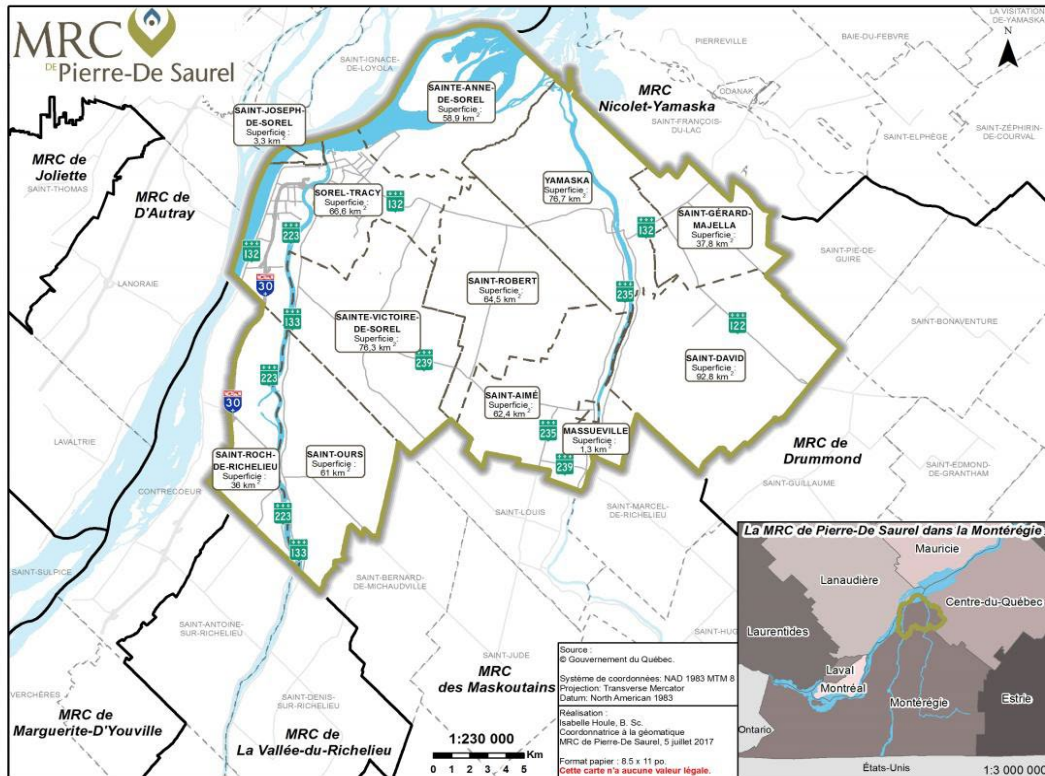 MRC
DE Pierre-De Saurel
LA VISITATION
DE-YAMASKA
N
PIERREVILLE
BAIE-DU-FEBVRE
SAINT-IGNACE-
DE-LOYOLA
SAINTE-ANNE-
DE-SOREL
Superficie :
58,9 km²
MRC
Nicolet-Yamaska
ODANAK
SAINT-FRANÇOIS-
DU-LAC
SAINT-ELPHÈGE
SAINT-ZÉPHIRIN-
DE-COURVAL
SAINT-JOSEPH-
DE-SOREL
Superficie :
3,3 km²
MRC de
Joliette
SAINT-THOMAS
MRC de
D'Autray
SOREL-TRACY
Superficie :
66,6 km²
132
YAMASKA
Superficie :
76,7 km²
SAINT-GÉRARD-
MAJELLA
Superficie :
37,8 km²
132
223
132
SAINT-PIE-DE-
GUIRE
LANORAIE
30
SAINT-ROBERT
Superficie :
64,5 km²
235
133
SAINTE-VICTOIRE-
DE-SOREL
Superficie :
76,3 km²
122
SAINT-BONAVENTURE
239
SAINT-DAVID
Superficie :
92,8 km²
223
30
SAINT-AIMÉ
Superficie :
62,4 km²
235
MASSUEVILLE
Superficie :
1,3 km²
239
LAVALTRIE
SAINT-ROCH-
DE-RICHELIEU
Superficie :
36 km²
SAINT-OURS
Superficie :
61 km²
MRC de
Drummond
SAINT-EDMOND-
DE-GRANTHAM
SAINT-GUILLAUME
CONTRECOEUR
223
SAINT-LOUIS
SAINT-MARCEL-
DE-RICHELIEU
133
SAINT-SULPICE
SAINT-BERNARD-
DE-MICHAUDVILLE
SAINT-ANTOINE-
SUR-RICHELIEU
SAINT-HUG
SAINT-JUDE
VERCHÈRES
SAINT-DENIS-
SUR-RICHELIEU
MRC
des Maskoutains
MRC de
Marguerite-D'Youville
MRC de
La Vallée-du-Richelieu
1:230 000
Km
0 1 2 3 4 5
Source :
© Gouvernement du Québec.
Système de coordonnées: NAD 1983 MTM 8
Projection: Transverse Mercator
Datum: North American 1983
Réalisation :
Isabelle Houle, B. Sc.
Coordonnatrice à la géomatique
MRC de Pierre-De Saurel, 5 juillet 2017
Format papier : 8.5 x 11 po.
Cette carte n'a aucune valeur légale.
La MRC de Pierre-De Saurel dans la Montérégie
Mauricie
Lanaudière
Centre-du-Québec
Laurentides
Laval
Montréal
Montérégie
Estrie
Ontario
États-Unis
1:3 000 000